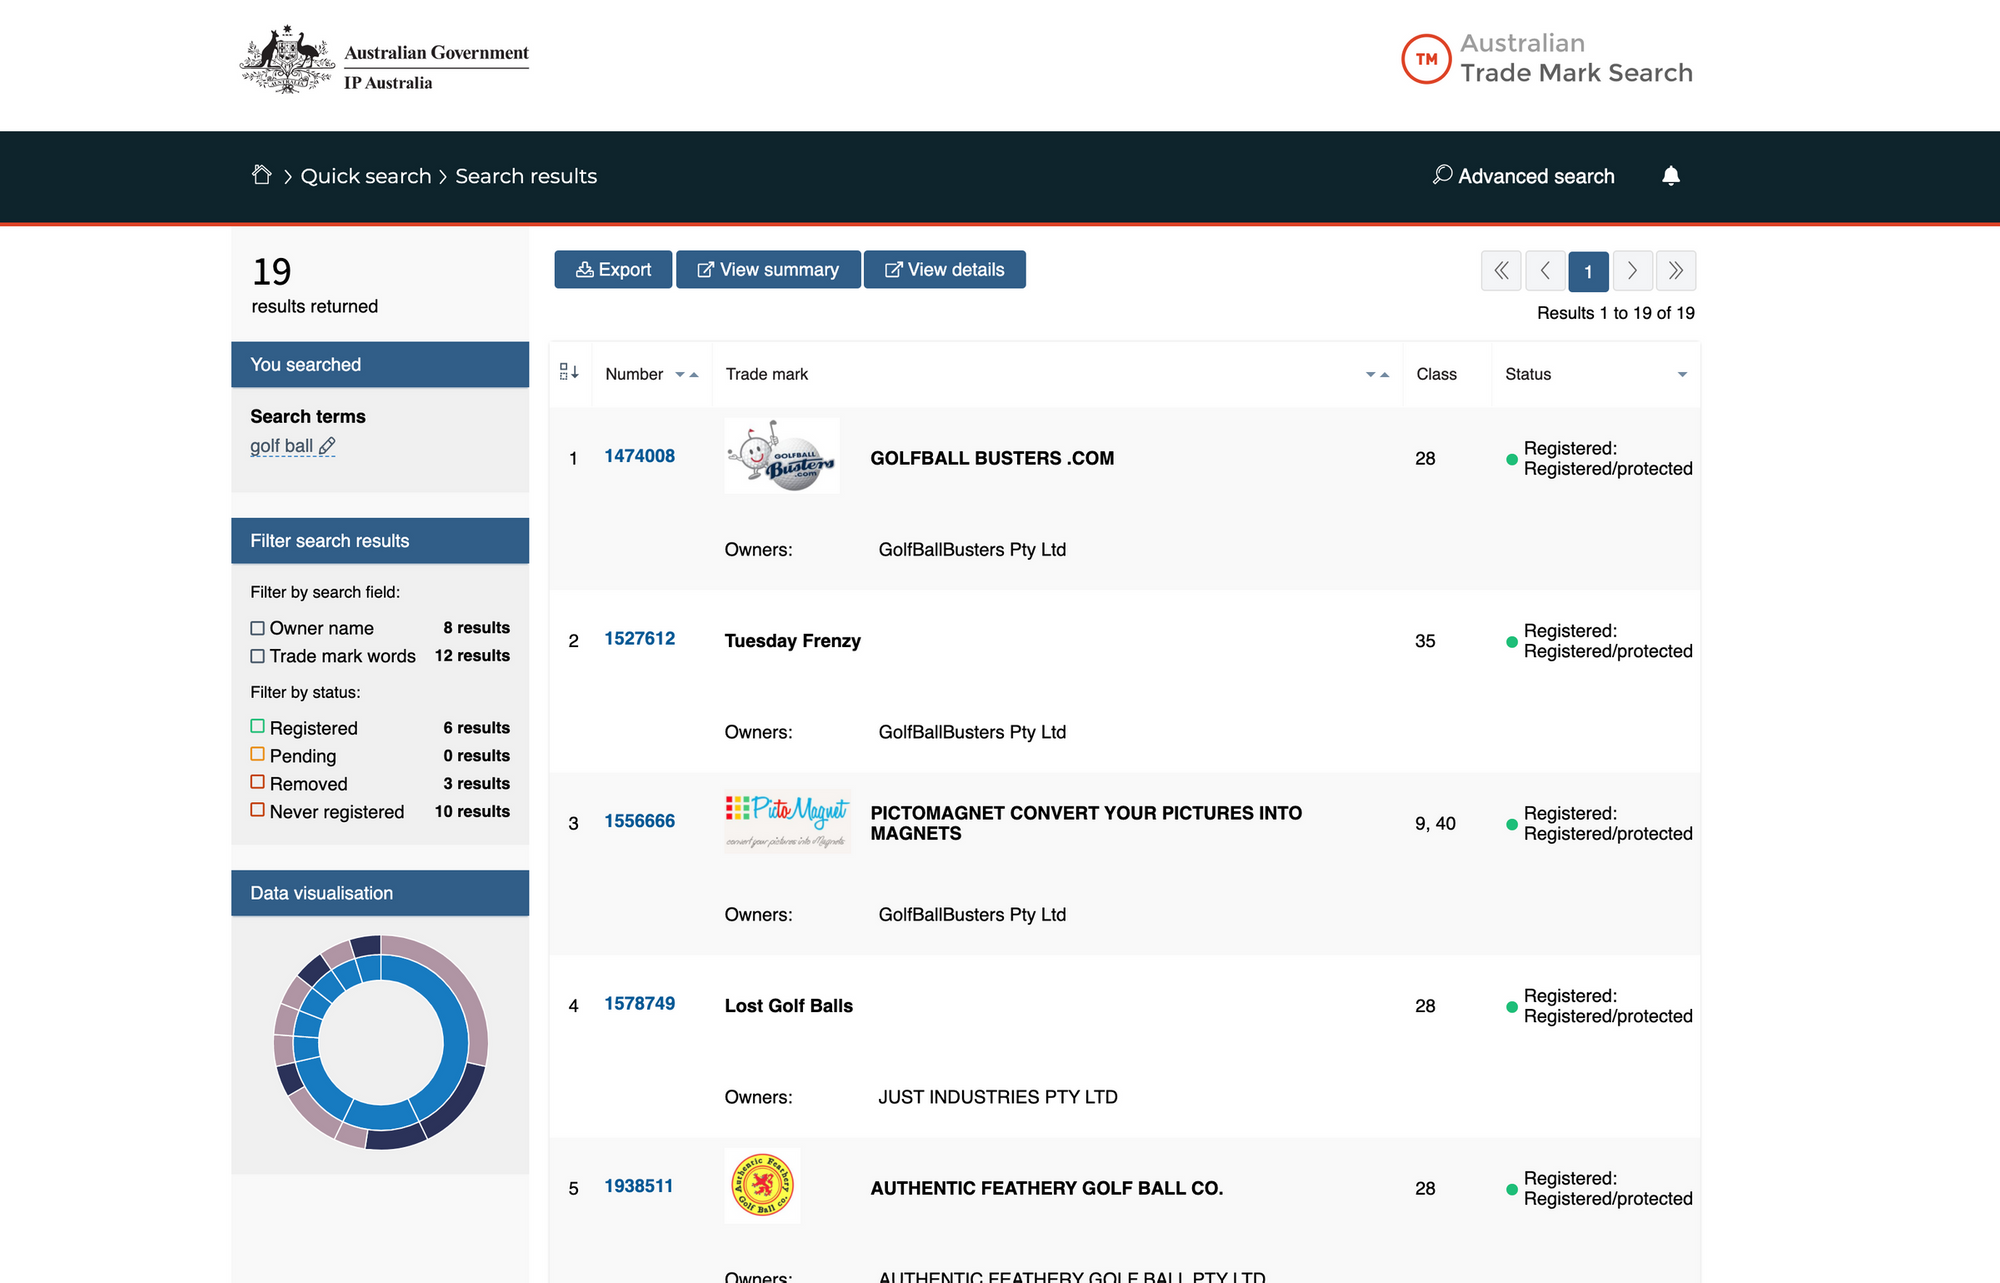 Australian Government
IP Australia
TM
Australian
Trade Mark Search
Quick search
Search results
Advanced search
19
results returned
You searched
Search terms
golf ball
Filter search results
Filter by search field:
Owner name 8 results
Trade mark words 12 results
Filter by status:
Registered 6 results
Pending 0 results
Removed 3 results
Never registered 10 results
Data visualisation
Export
View summary
View details
1
Results 1 to 19 of 19
Number
Trade mark
Class
Status
1
1474008
GOLFBALL
Busters
.com
GOLFBALL BUSTERS .COM
28
Registered:
Registered/protected
Owners: GolfBallBusters Pty Ltd
2
1527612
Tuesday Frenzy
35
Registered:
Registered/protected
Owners: GolfBallBusters Pty Ltd
3
1556666
PictoMagnet
convert your pictures into Magnets
PICTOMAGNET CONVERT YOUR PICTURES INTO
MAGNETS
9, 40
Registered:
Registered/protected
Owners: GolfBallBusters Pty Ltd
4
1578749
Lost Golf Balls
28
Registered:
Registered/protected
Owners: JUST INDUSTRIES PTY LTD
5
1938511
Authentic Feathery
Golf Ball Co.
AUTHENTIC FEATHERY GOLF BALL CO.
28
Registered:
Registered/protected
Owners: AUTHENTIC FEATHERY GOLF BALL PTY LTD